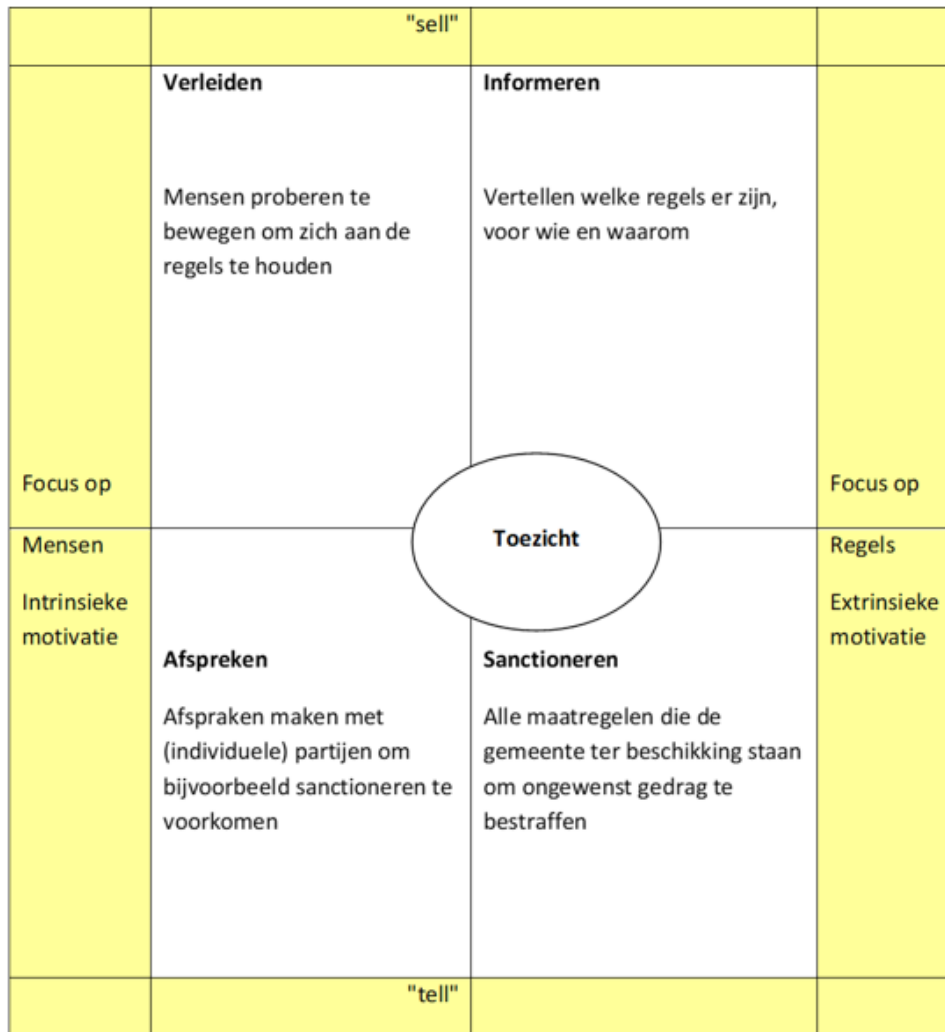 "sell"
Verleiden
Informeren
Mensen proberen te
bewegen om zich aan de
regels te houden
Vertellen welke regels er zijn,
voor wie en waarom
Focus op
Focus op
Toezicht
Mensen
Intrinsieke
motivatie
Regels
Extrinsieke
motivatie
Afspreken
Afspraken maken met
(individuele) partijen om
bijvoorbeeld sanctioneren te
voorkomen
Sanctioneren
Alle maatregelen die de
gemeente ter beschikking staan
om ongewenst gedrag te
bestraffen
"tell"